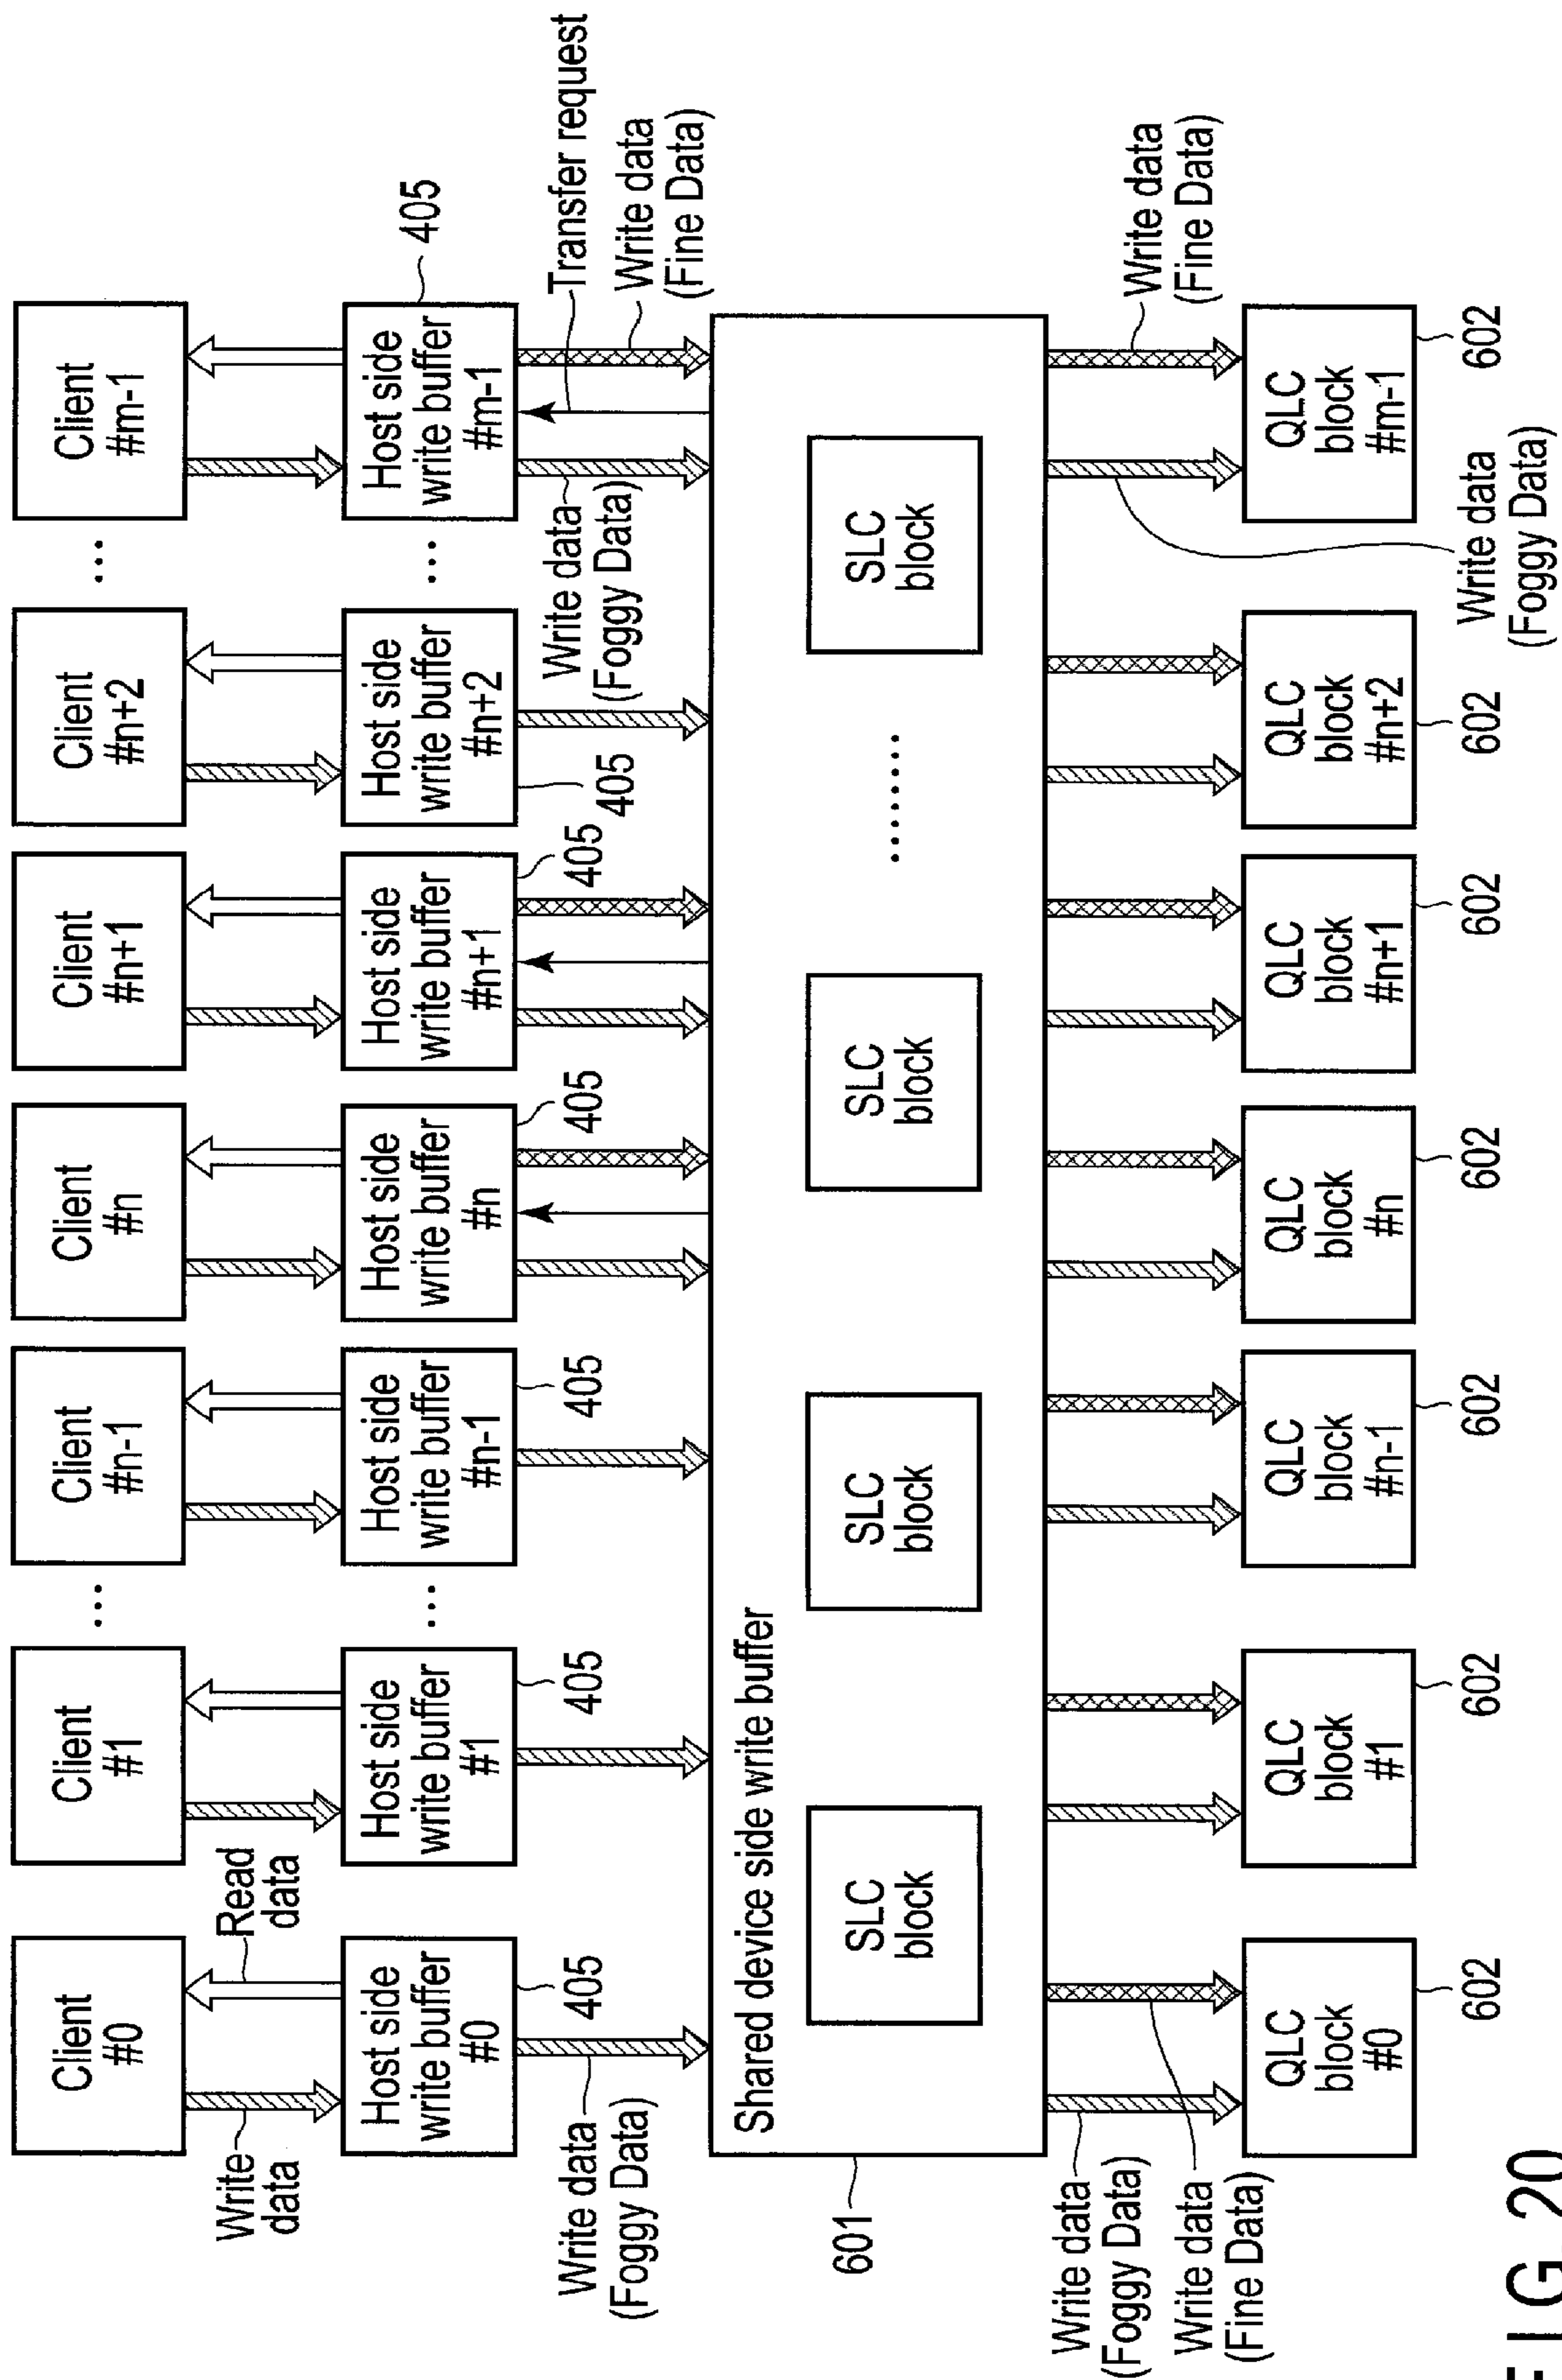 Client
#0
Client
#1
...
Client
#n-1
Client
#n
Client
#n+1
Client
#n+2
...
Client
#m-1
Write
data
Read
data
Host side
write buffer
#0
Host side
write buffer
#1
...
Host side
write buffer
#n-1
Host side
write buffer
#n
Host side
write buffer
#n+1
Host side
write buffer
#n+2
...
Host side
write buffer
#m-1
405
405
405
405
405
405
405
405
Write data
(Foggy Data)
Write data
(Foggy Data)
Transfer request
Write data
(Fine Data)
Shared device side write buffer
601
SLC
block
SLC
block
SLC
block
........
SLC
block
Write data
(Foggy Data)
Write data
(Fine Data)
Write data
(Fine Data)
QLC
block
#0
QLC
block
#1
QLC
block
#n-1
QLC
block
#n
QLC
block
#n+1
QLC
block
#n+2
QLC
block
#m-1
602
602
602
602
602
602
602
Write data
(Foggy Data)
F I G. 20